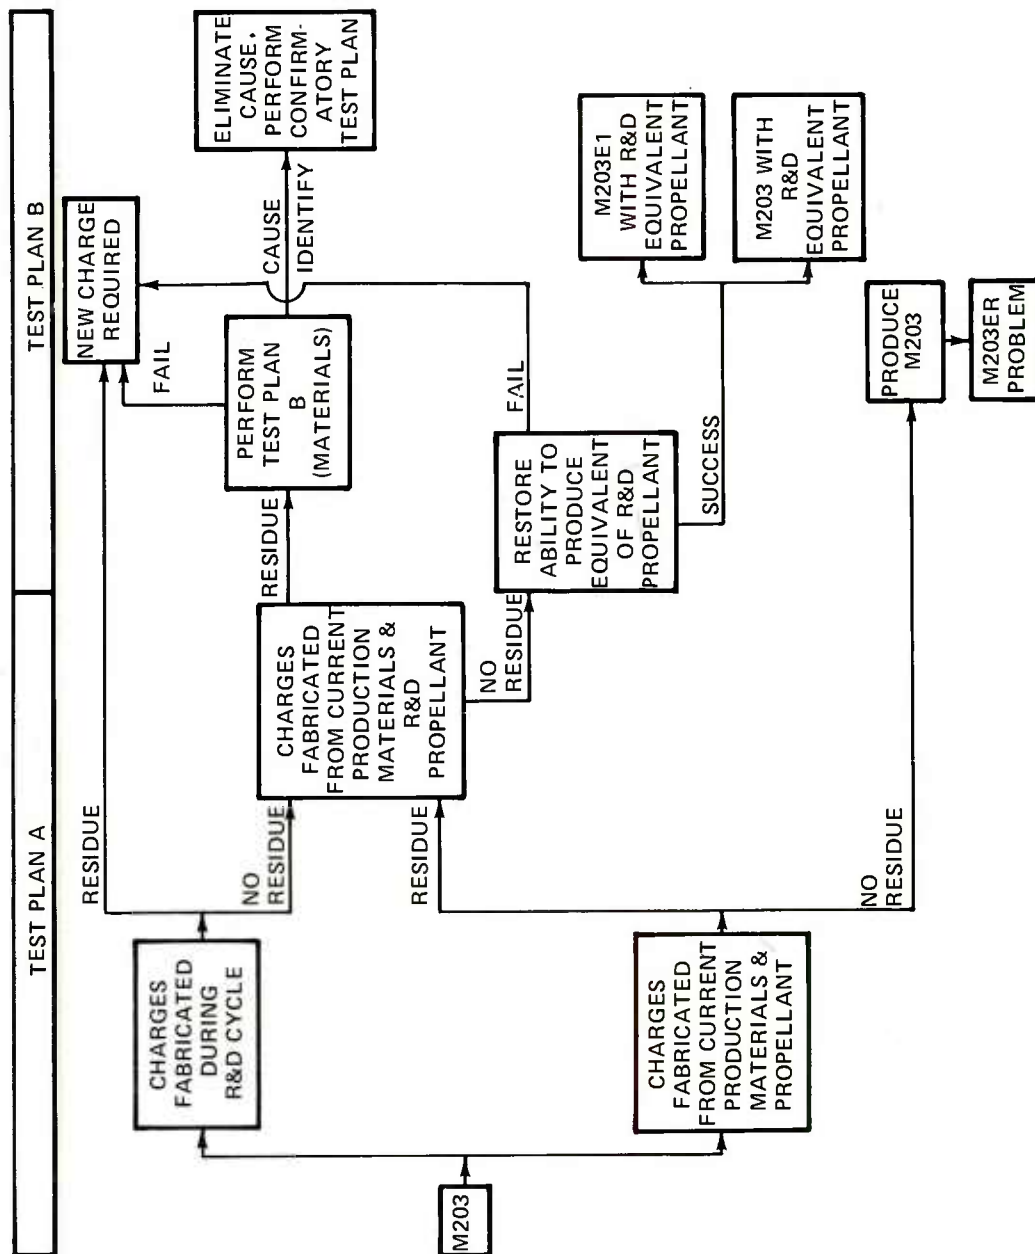 TEST PLAN A
TEST PLAN B
M203
CHARGES
FABRICATED
DURING
R&D CYCLE
RESIDUE
NO
RESIDUE
CHARGES
FABRICATED
FROM CURRENT
PRODUCTION
MATERIALS &
PROPELLANT
RESIDUE
NO
RESIDUE
CHARGES
FABRICATED
FROM CURRENT
PRODUCTION
MATERIALS &
R&D
PROPELLANT
RESIDUE
NO
RESIDUE
PERFORM
TEST PLAN
B
(MATERIALS)
FAIL
NEW CHARGE
REQUIRED
CAUSE
IDENTIFY
ELIMINATE
CAUSE.
PERFORM
CONFIRM-
ATORY
TEST PLAN
RESTORE
ABILITY TO
PRODUCE
EQUIVALENT
OF R&D
PROPELLANT
FAIL
SUCCESS
M203E1
WITH R&D
EQUIVALENT
PROPELLANT
M203 WITH
R&D
EQUIVALENT
PROPELLANT
PRODUCE
M203
M203ER
PROBLEM